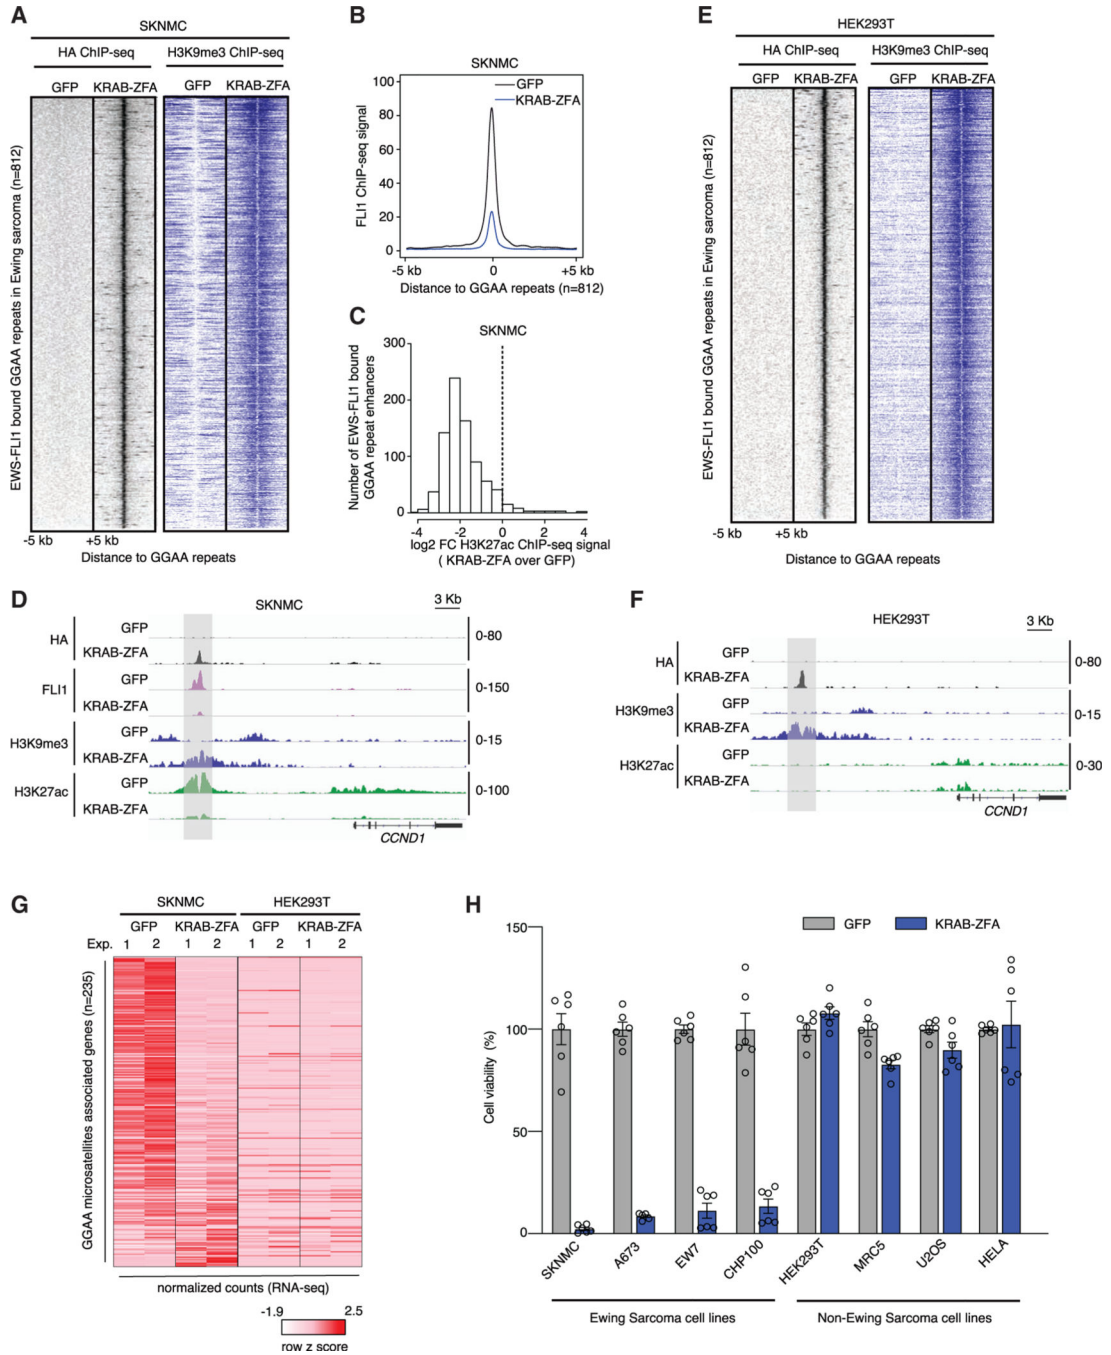 A
SKNMC
HA ChIP-seq H3K9me3 ChIP-seq
GFP KRAB-ZFA GFP KRAB-ZFA
EWS-FLI1 bound GGAA repeats in Ewing sarcoma (n=812)
-5 kb +5 kb
Distance to GGAA repeats
B
SKNMC
GFP
KRAB-ZFA
FLI1 ChIP-seq signal
100
80
60
40
20
0
-5 kb 0 +5 kb
Distance to GGAA repeats (n=812)
C
SKNMC
Number of EWS-FLI1 bound
GGAA repeat enhancers
300
200
100
0
-4 -2 0 2 4
log2 FC H3K27ac ChIP-seq signal
( KRAB-ZFA over GFP)
E
HEK293T
HA ChIP-seq H3K9me3 ChIP-seq
GFP KRAB-ZFA GFP KRAB-ZFA
EWS-FLI1 bound GGAA repeats in Ewing sarcoma (n=812)
-5 kb +5 kb
Distance to GGAA repeats
D
SKNMC
3 Kb
HA
GFP
KRAB-ZFA
0-80
FLI1
GFP
KRAB-ZFA
0-150
H3K9me3
GFP
KRAB-ZFA
0-15
H3K27ac
GFP
KRAB-ZFA
0-100
CCND1
F
HEK293T
3 Kb
HA
GFP
KRAB-ZFA
0-80
H3K9me3
GFP
KRAB-ZFA
0-15
H3K27ac
GFP
KRAB-ZFA
0-30
CCND1
G
SKNMC HEK293T
GFP KRAB-ZFA GFP KRAB-ZFA
Exp. 1 2 1 2 1 2 1 2
GGAA microsatellites associated genes (n=235)
normalized counts (RNA-seq)
-1.9 2.5
row z score
H
GFP KRAB-ZFA
Cell viability (%)
150
100
50
0
SKNMC A673 EW7 CHP100 HEK293T MRC5 U2OS HELA
Ewing Sarcoma cell lines Non-Ewing Sarcoma cell lines